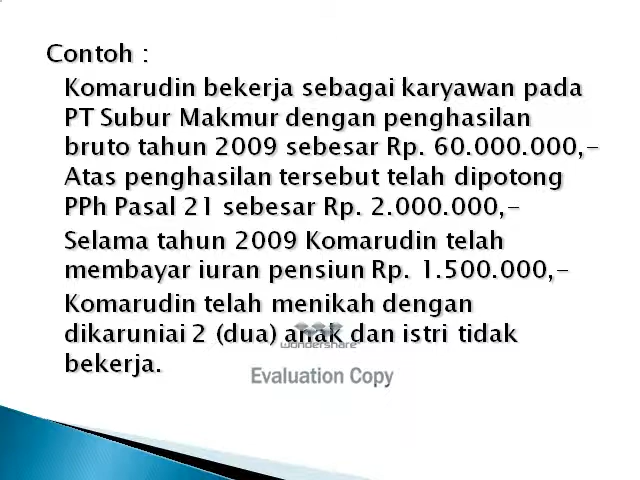 Contoh :
Komarudin bekerja sebagai karyawan pada
PT Subur Makmur dengan penghasilan
bruto tahun 2009 sebesar Rp. 60.000.000,-
Atas penghasilan tersebut telah dipotong
PPh Pasal 21 sebesar Rp. 2.000.000,-
Selama tahun 2009 Komarudin telah
membayar iuran pensiun Rp. 1.500.000,-
Komarudin telah menikah dengan
dikaruniai 2 (dua) anak dan istri tidak
bekerja.
wondershare
Evaluation Copy